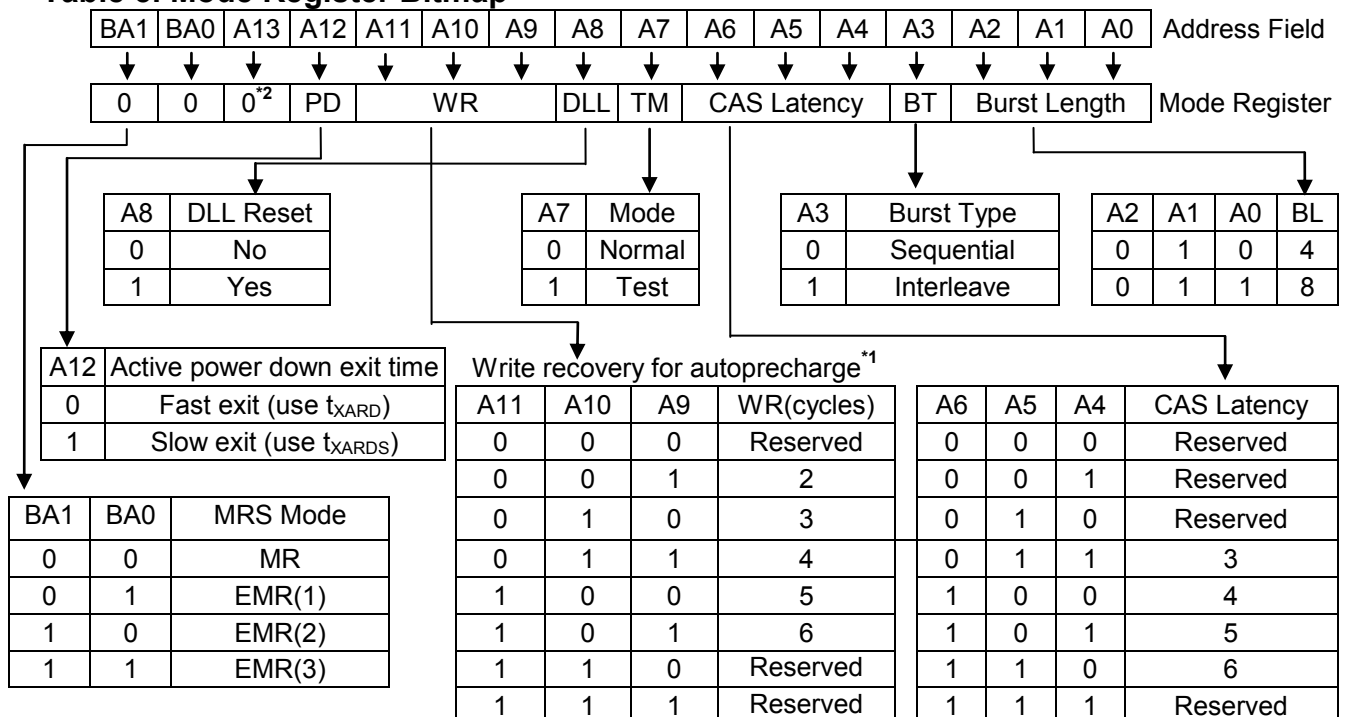 BA1 BA0 A13 A12 A11 A10 A9 A8 A7 A6 A5 A4 A3 A2 A1 A0 Address Field
0 0 0*2 PD WR DLL TM CAS Latency BT Burst Length Mode Register
A8 DLL Reset
0 No
1 Yes
A7 Mode
0 Normal
1 Test
A3 Burst Type
0 Sequential
1 Interleave
A2 A1 A0 BL
0 1 0 4
0 1 1 8
A12 Active power down exit time
0 Fast exit (use tXARD)
1 Slow exit (use tXARDS)
BA1 BA0 MRS Mode
0 0 MR
0 1 EMR(1)
1 0 EMR(2)
1 1 EMR(3)
Write recovery for autoprecharge*1
A11 A10 A9 WR(cycles)
0 0 0 Reserved
0 0 1 2
0 1 0 3
0 1 1 4
1 0 0 5
1 0 1 6
1 1 0 Reserved
1 1 1 Reserved
A6 A5 A4 CAS Latency
0 0 0 Reserved
0 0 1 Reserved
0 1 0 Reserved
0 1 1 3
1 0 0 4
1 0 1 5
1 1 0 6
1 1 1 Reserved